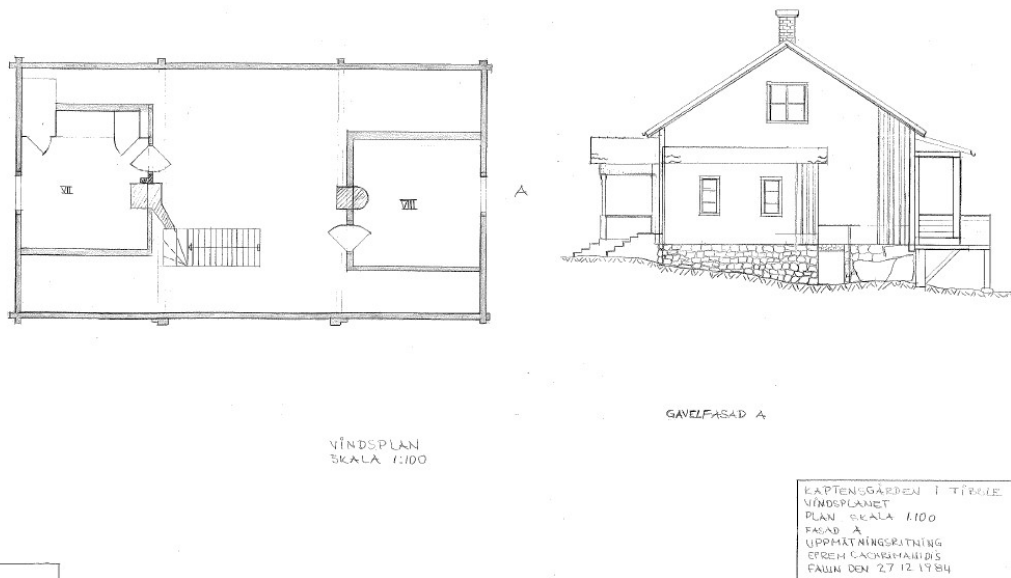 VII
VIII
A
GAVELFASAD A
VINDSPLAN
SKALA 1:100
KAPTENSGÅRDEN I TIBBLE
VINDSPLANET
PLAN SKALA 1:100
FASAD A
UPPMÄTNINGSRITNING
EFREM
FALUN DEN 27 12 1984